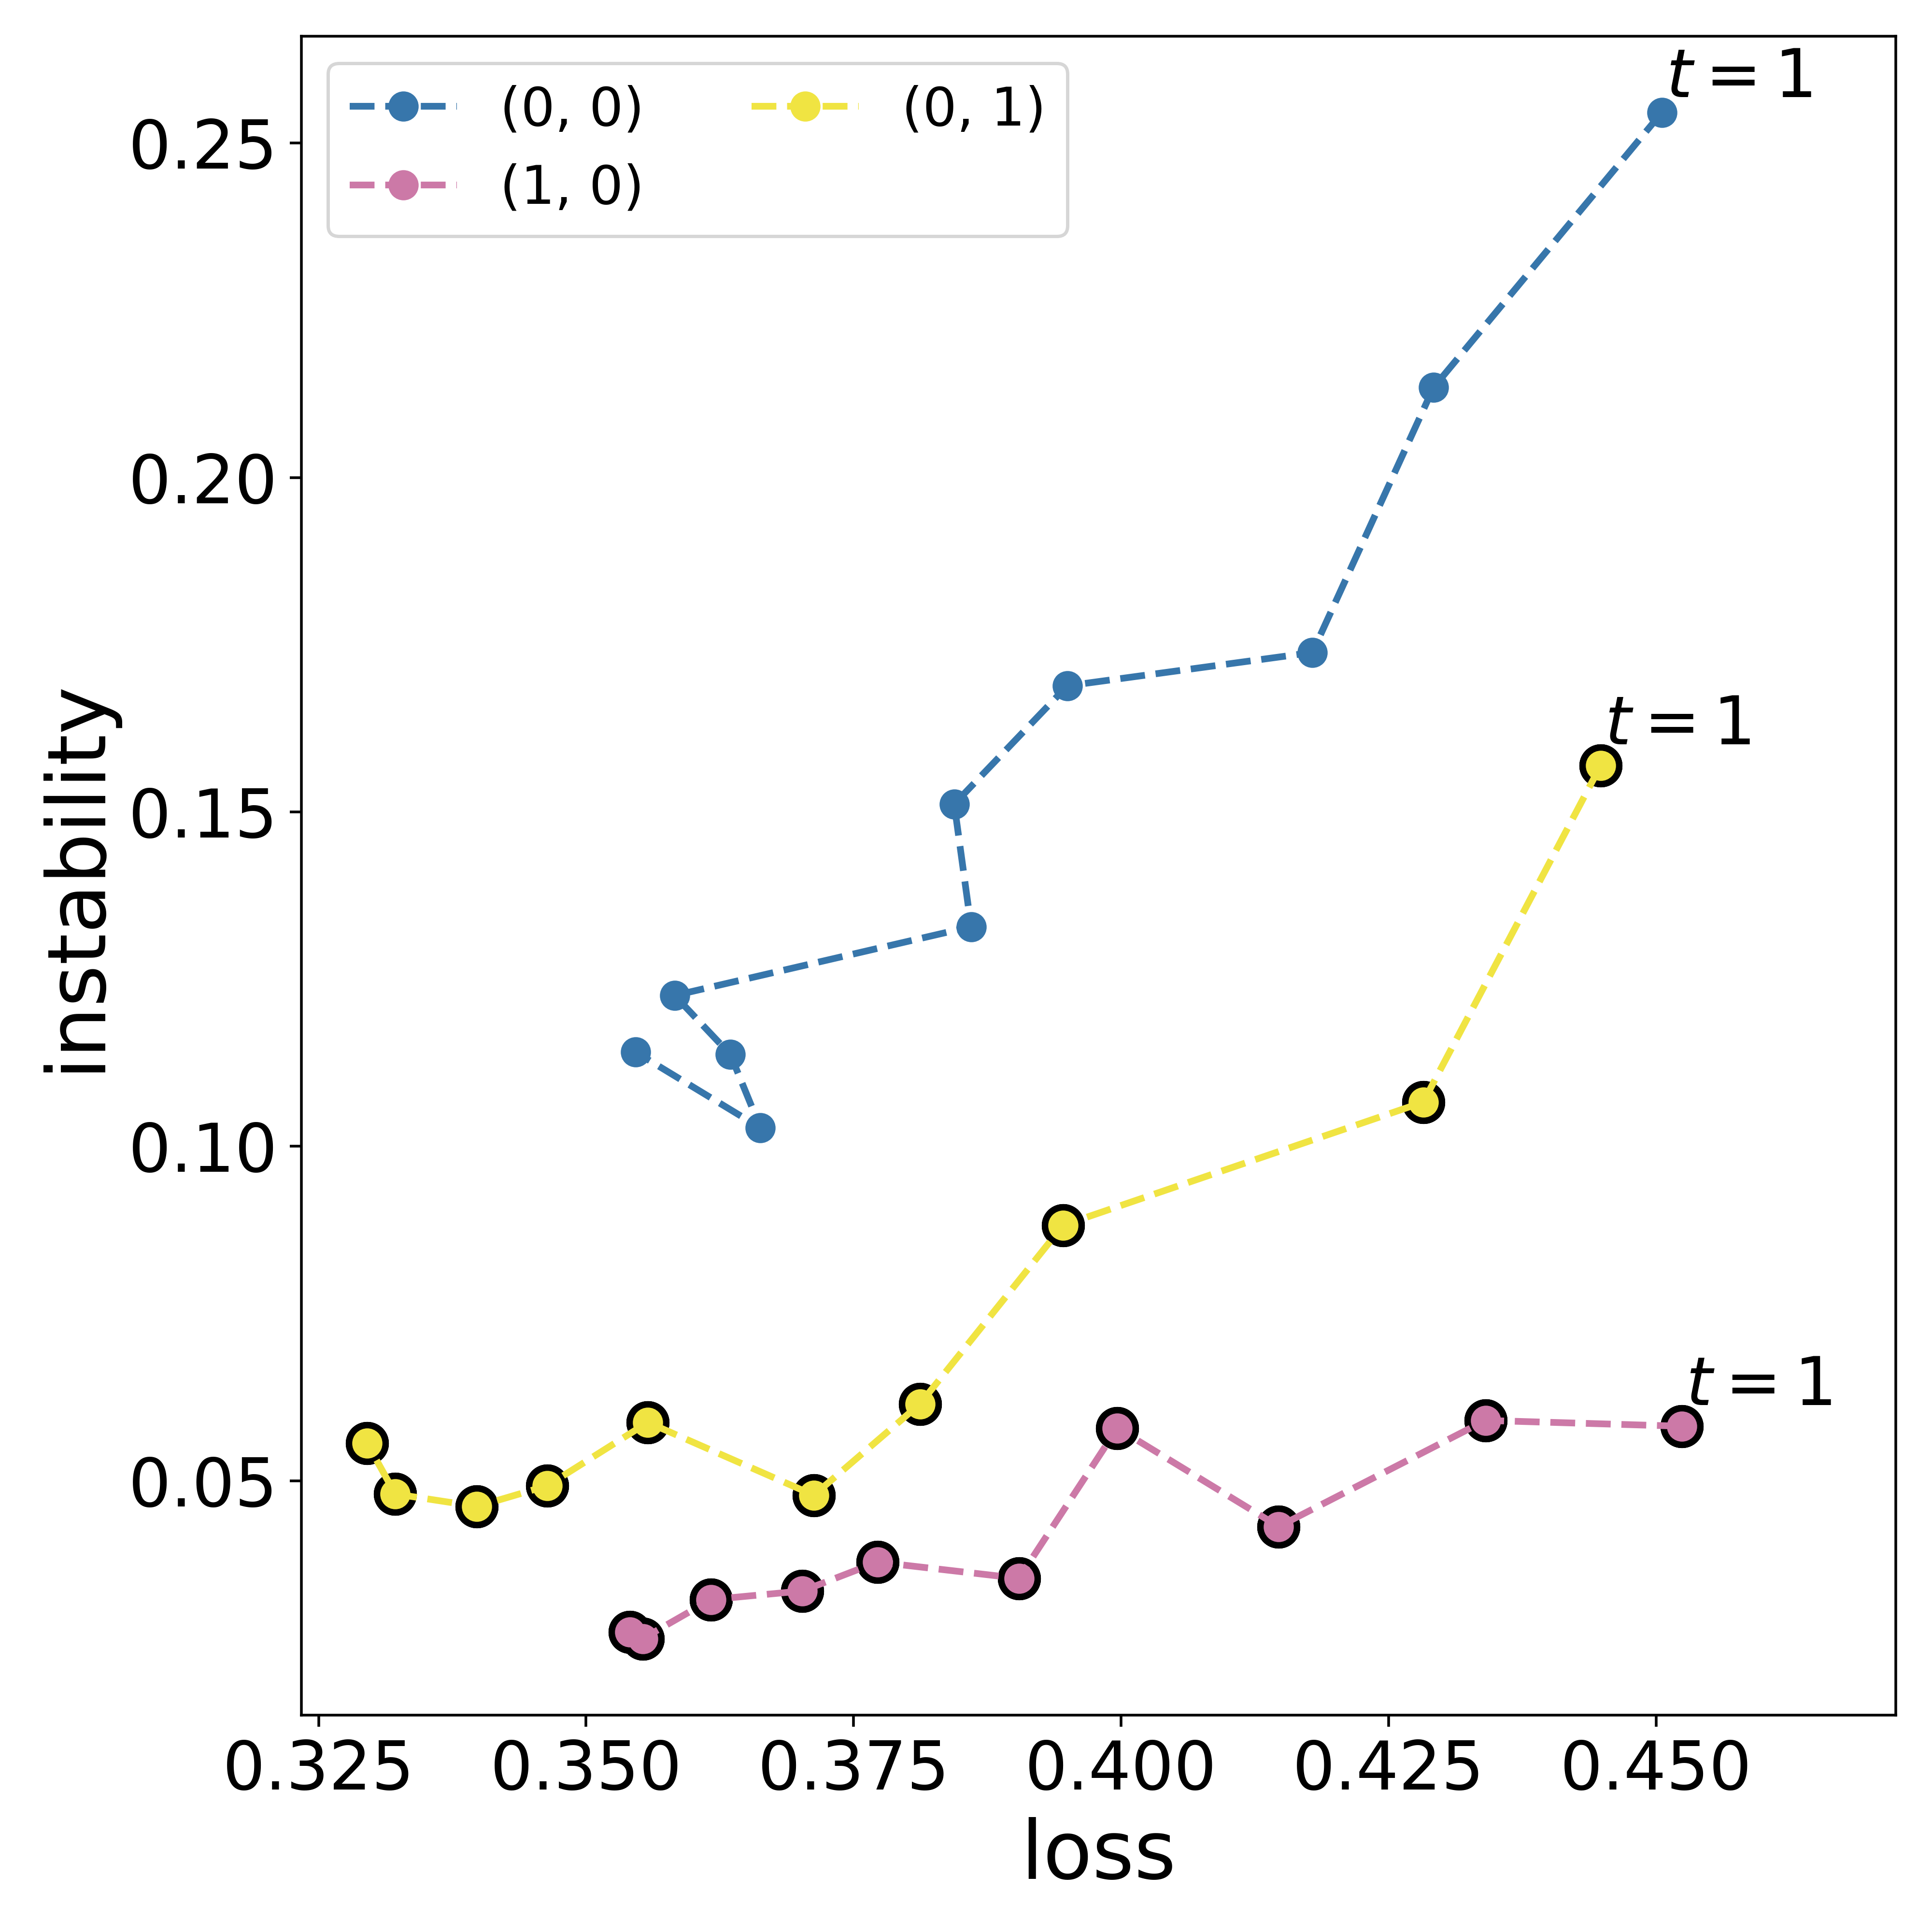 (0, 0)
(1, 0)
(0, 1)
t = 1
t = 1
t = 1
instability
0.25
0.20
0.15
0.10
0.05
0.325 0.350 0.375 0.400 0.425 0.450
loss